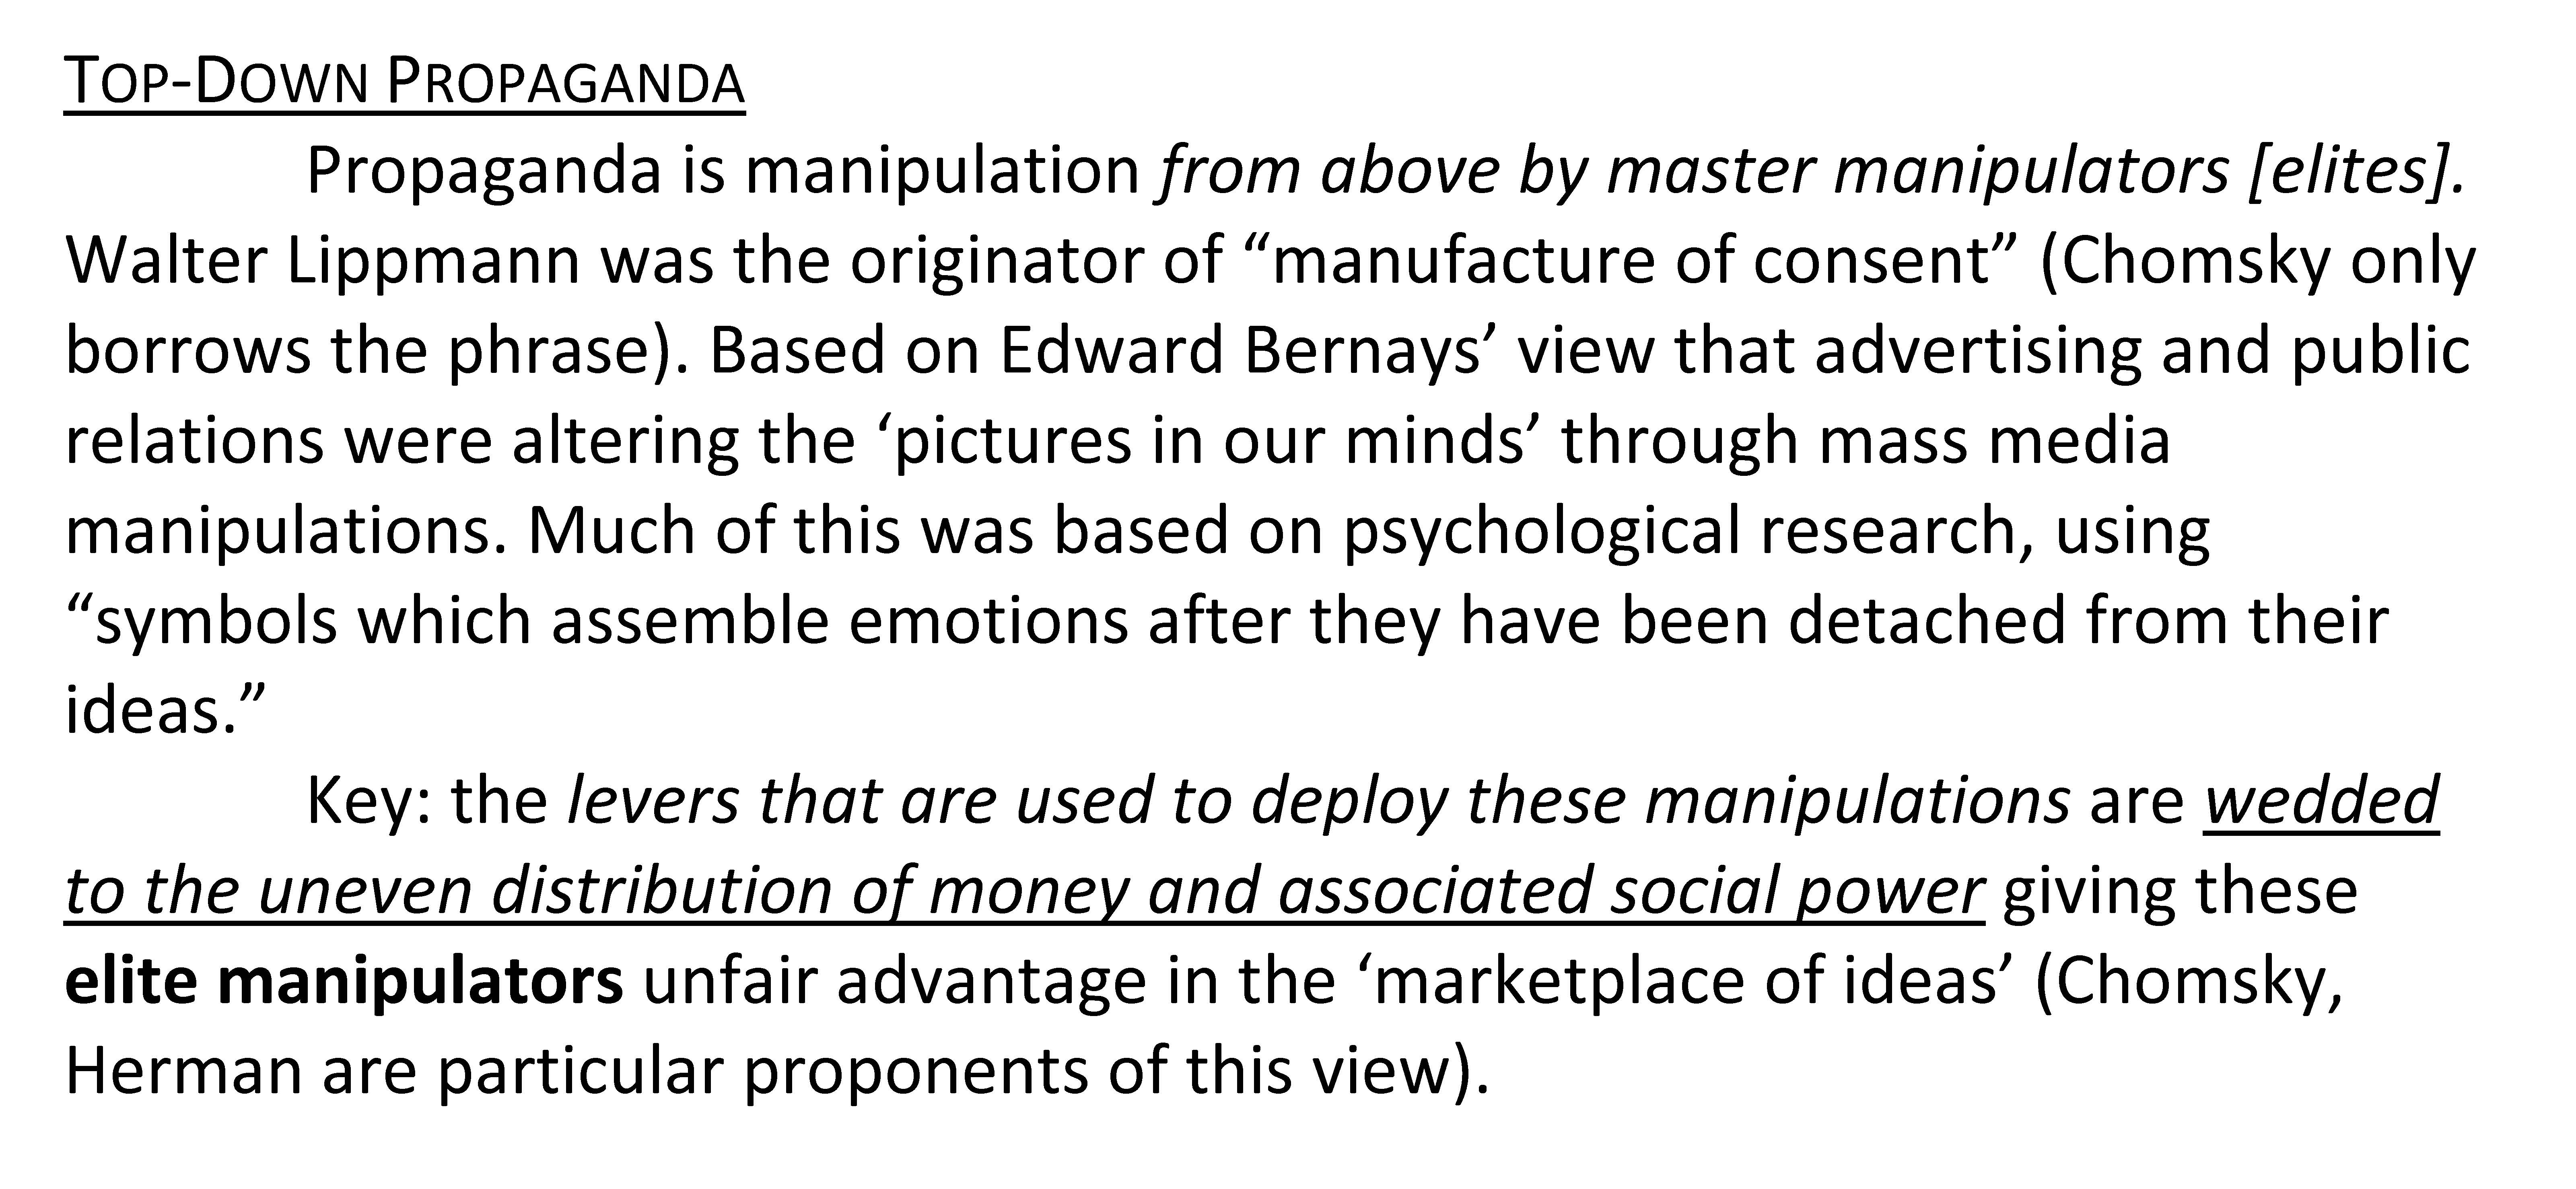 TOP-DOWN PROPAGANDA
Propaganda is manipulation from above by master manipulators [elites].
Walter Lippmann was the originator of “manufacture of consent” (Chomsky only
borrows the phrase). Based on Edward Bernays’ view that advertising and public
relations were altering the ‘pictures in our minds’ through mass media
manipulations. Much of this was based on psychological research, using
“symbols which assemble emotions after they have been detached from their
ideas.”
Key: the levers that are used to deploy these manipulations are wedded
to the uneven distribution of money and associated social power giving these
elite manipulators unfair advantage in the ‘marketplace of ideas’ (Chomsky,
Herman are particular proponents of this view).